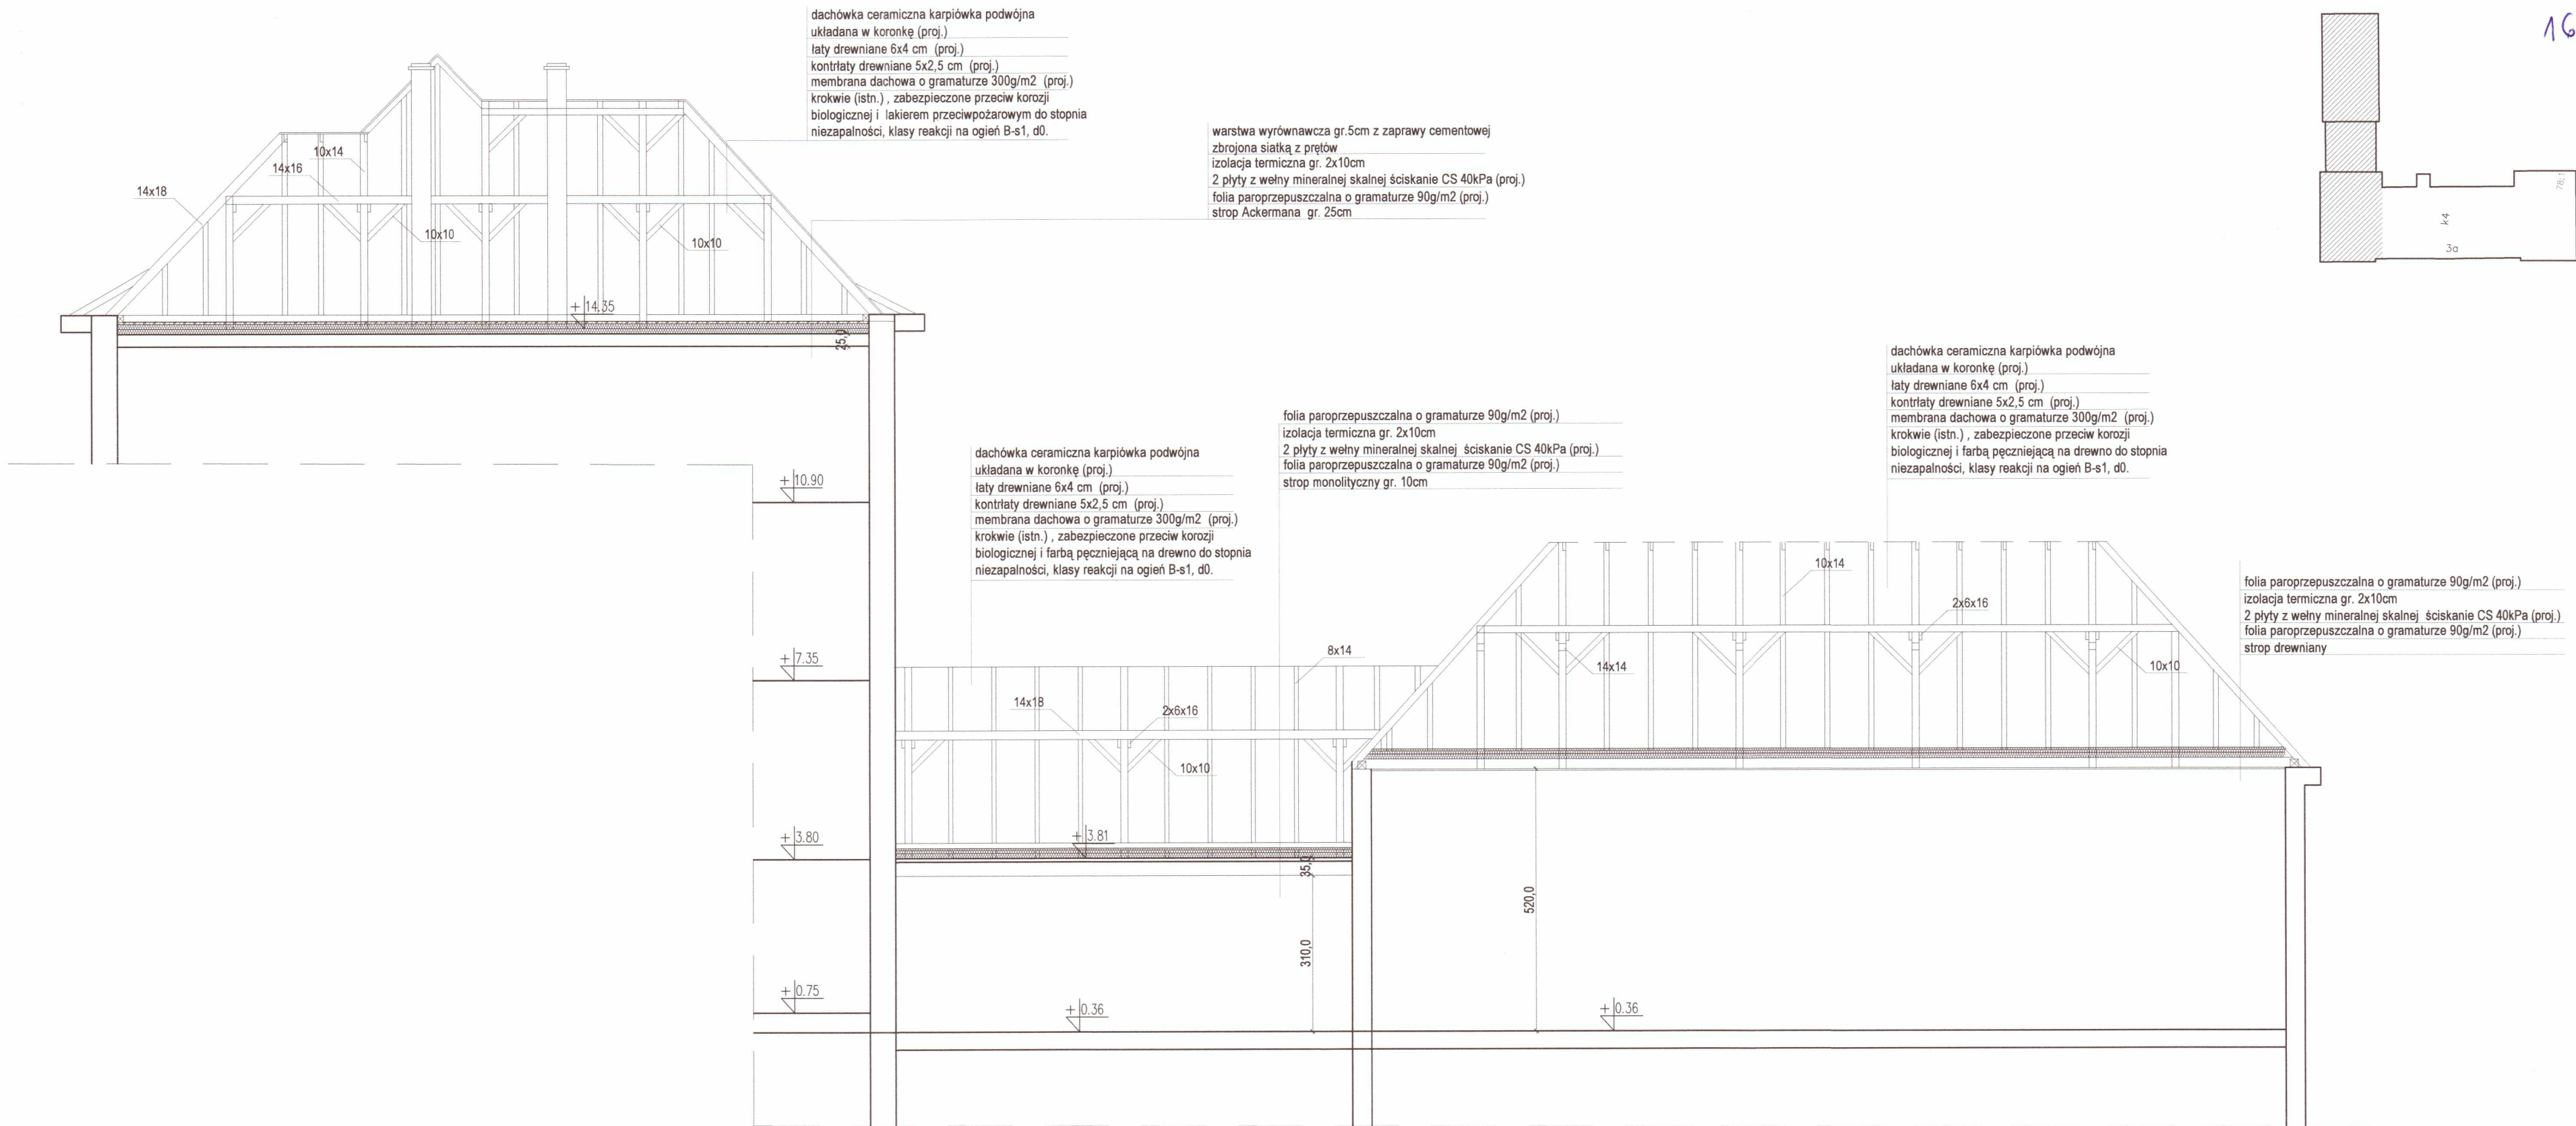 dachówka ceramiczna karpiówka podwójna
układana w koronkę (proj.)
łaty drewniane 6x4 cm (proj.)
kontrłaty drewniane 5x2,5 cm (proj.)
membrana dachowa o gramaturze 300g/m2 (proj.)
krokwie (istn.) , zabezpieczone przeciw korozji
biologicznej i lakierem przeciwpożarowym do stopnia
niezapalności, klasy reakcji na ogień B-s1, d0.
16
warstwa wyrównawcza gr.5cm z zaprawy cementowej
zbrojona siatką z prętów
izolacja termiczna gr. 2x10cm
2 płyty z wełny mineralnej skalnej ściskanie CS 40kPa (proj.)
folia paroprzepuszczalna o gramaturze 90g/m2 (proj.)
strop Ackermana gr. 25cm
k4
3a
10x14
14x16
14x18
10x10
10x10
+14.35
25,0
dachówka ceramiczna karpiówka podwójna
układana w koronkę (proj.)
łaty drewniane 6x4 cm (proj.)
kontrłaty drewniane 5x2,5 cm (proj.)
membrana dachowa o gramaturze 300g/m2 (proj.)
krokwie (istn.) , zabezpieczone przeciw korozji
biologicznej i farbą pęczniejącą na drewno do stopnia
niezapalności, klasy reakcji na ogień B-s1, d0.
folia paroprzepuszczalna o gramaturze 90g/m2 (proj.)
izolacja termiczna gr. 2x10cm
2 płyty z wełny mineralnej skalnej ściskanie CS 40kPa (proj.)
folia paroprzepuszczalna o gramaturze 90g/m2 (proj.)
strop monolityczny gr. 10cm
dachówka ceramiczna karpiówka podwójna
układana w koronkę (proj.)
łaty drewniane 6x4 cm (proj.)
kontrłaty drewniane 5x2,5 cm (proj.)
membrana dachowa o gramaturze 300g/m2 (proj.)
krokwie (istn.) , zabezpieczone przeciw korozji
biologicznej i farbą pęczniejącą na drewno do stopnia
niezapalności, klasy reakcji na ogień B-s1, d0.
folia paroprzepuszczalna o gramaturze 90g/m2 (proj.)
izolacja termiczna gr. 2x10cm
2 płyty z wełny mineralnej skalnej ściskanie CS 40kPa (proj.)
folia paroprzepuszczalna o gramaturze 90g/m2 (proj.)
strop drewniany
+10.90
+7.35
+3.80
+0.75
10x14
2x6x16
14x14
10x10
8x14
14x18
2x6x16
10x10
+3.81
35,0
310,0
520,0
+0.36
+0.36